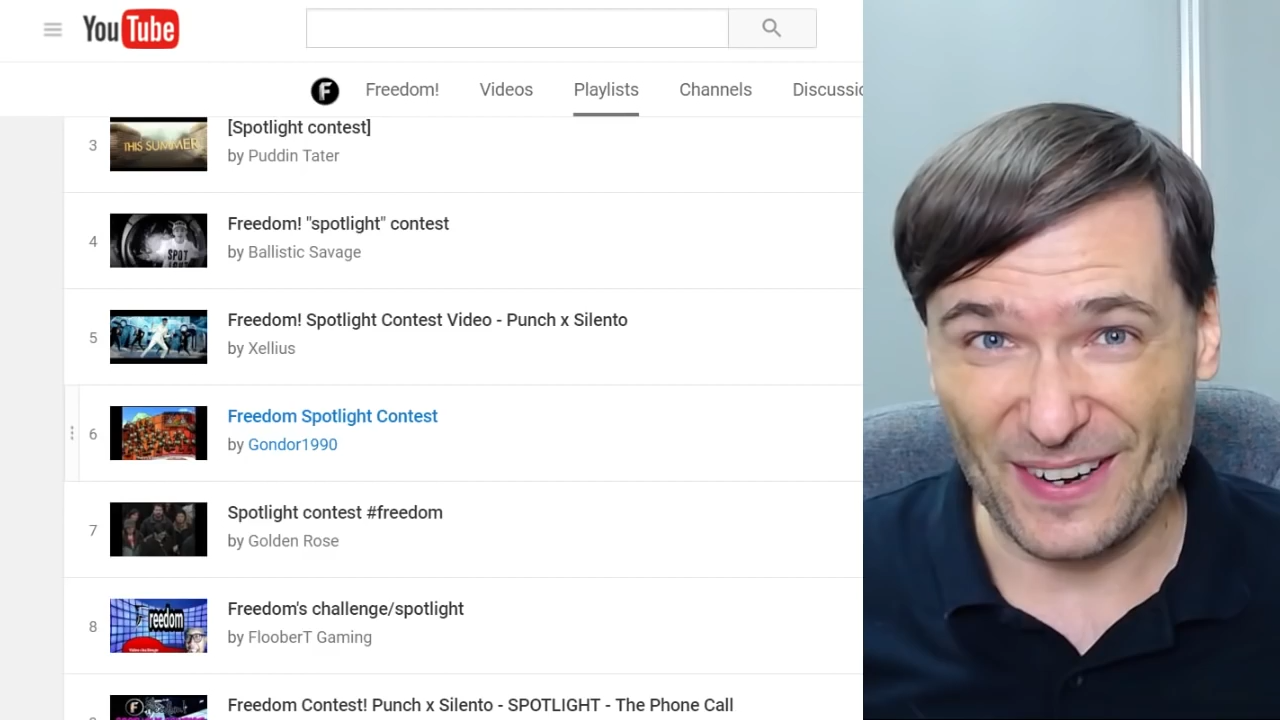 YouTube
F
Freedom!
Videos
Playlists
Channels
Discussio
3
THIS SUMMER
[Spotlight contest]
by Puddin Tater
4
SPOT
Freedom! "spotlight" contest
by Ballistic Savage
5
Freedom! Spotlight Contest Video - Punch x Silento
by Xellius
6
Freedom Spotlight Contest
by Gondor1990
7
Spotlight contest #freedom
by Golden Rose
8
reedom
Freedom's challenge/spotlight
by FlooberT Gaming
F
Freedom Contest! Punch x Silento - SPOTLIGHT - The Phone Call